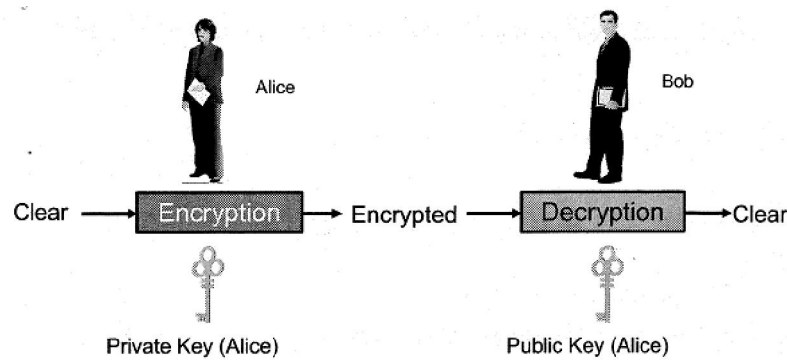 Alice
Bob
Clear
Encryption
Encrypted
Decryption
Clear
Private Key (Alice)
Public Key (Alice)